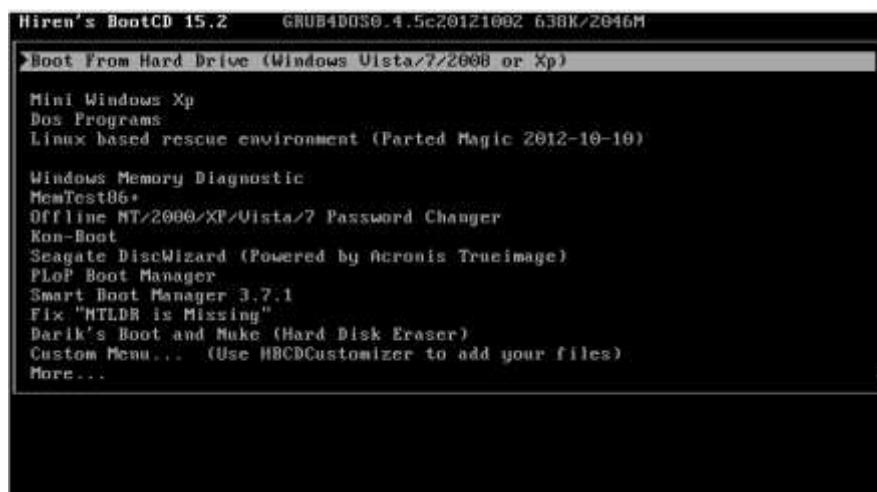 Hiren's BootCD 15.2 GRUB4DOS0.4.5c20121002 638K/2046M
Boot From Hard Drive (Windows Vista/7/2008 or Xp)
Mini Windows Xp
Dos Programs
Linux based rescue environment (Parted Magic 2012-10-10)
Windows Memory Diagnostic
MemTest86+
Offline NT/2000/XP/Vista/7 Password Changer
Kon-Boot
Seagate DiscWizard (Powered by Acronis Trueimage)
PLoP Boot Manager
Smart Boot Manager 3.7.1
Fix "NTLDR is Missing"
Darik's Boot and Nuke (Hard Disk Eraser)
Custom Menu... (Use HBCDCustomizer to add your files)
More...